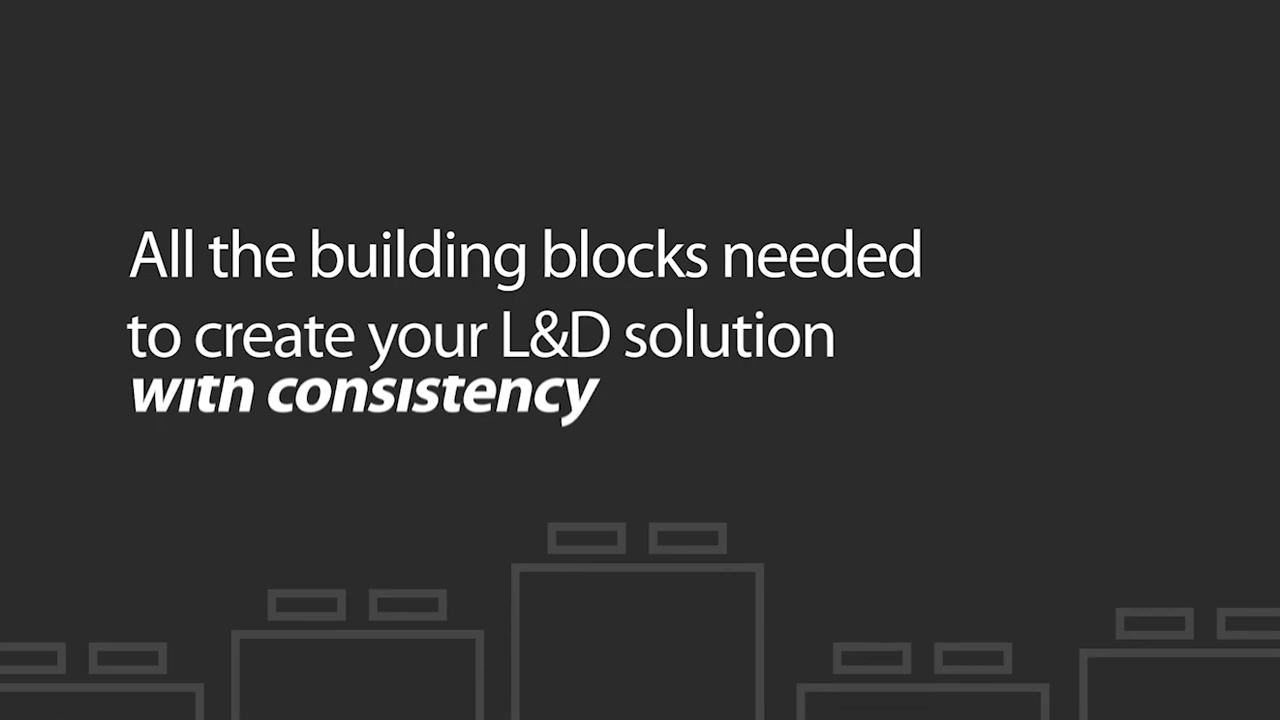 All the building blocks needed
to create your L&D solution
with consistency